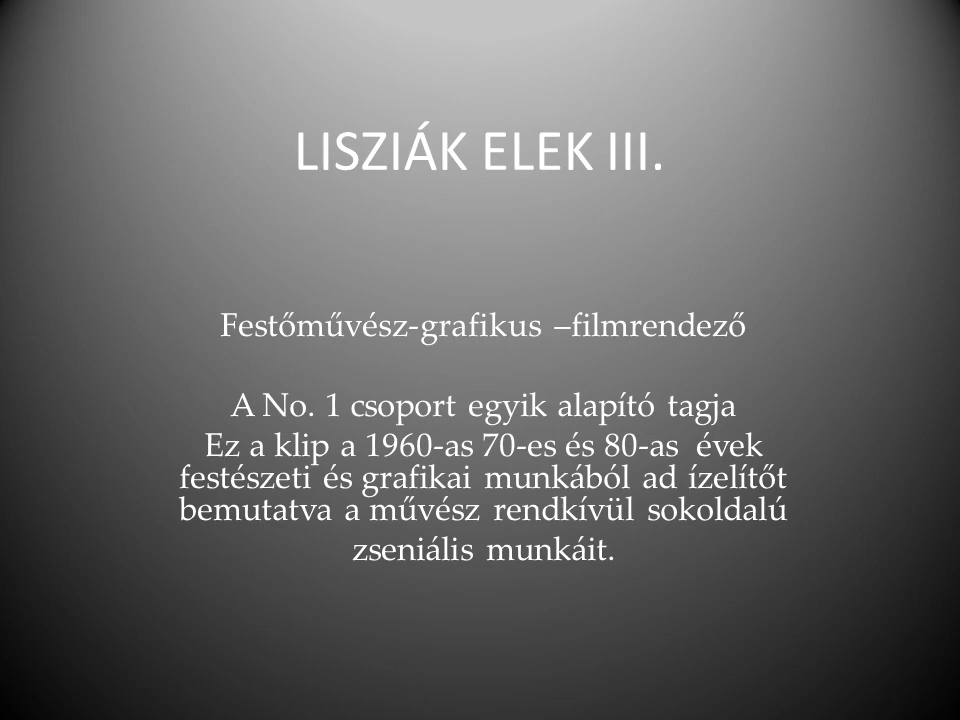 LISZIÁK ELEK III.
Festőművész-grafikus –filmrendező
A No. 1 csoport egyik alapító tagja
Ez a klip a 1960-as 70-es és 80-as évek
festészeti és grafikai munkából ad ízelítőt
bemutatva a művész rendkívül sokoldalú
zseniális munkáit.